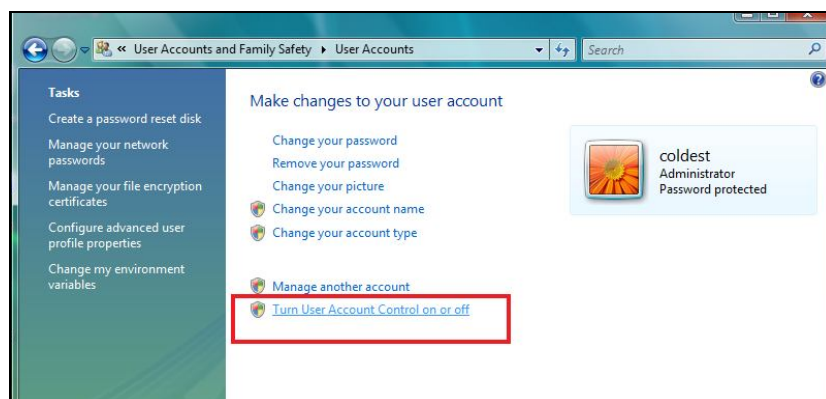 « User Accounts and Family Safety ▸ User Accounts
Search
Tasks
Create a password reset disk
Manage your network
passwords
Manage your file encryption
certificates
Configure advanced user
profile properties
Change my environment
variables
Make changes to your user account
Change your password
Remove your password
Change your picture
Change your account name
Change your account type
Manage another account
Turn User Account Control on or off
coldest
Administrator
Password protected